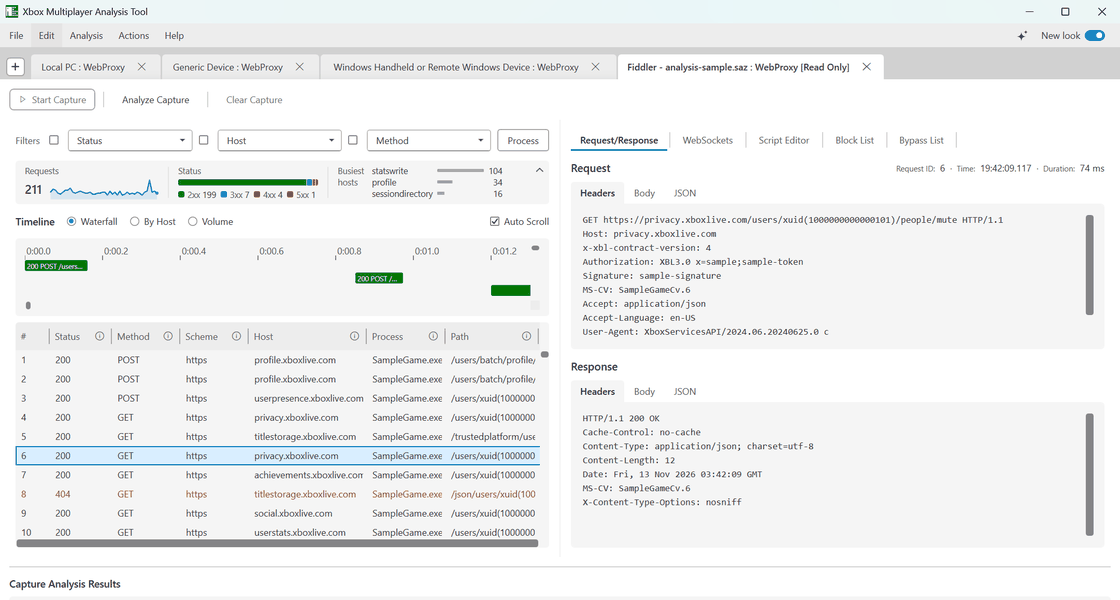 Xbox Multiplayer Analysis Tool
File Edit Analysis Actions Help
New look
Local PC : WebProxy
Generic Device : WebProxy
Windows Handheld or Remote Windows Device : WebProxy
Fiddler - analysis-sample.saz : WebProxy [Read Only]
Start Capture
Analyze Capture
Clear Capture
Filters
Status
Host
Method
Process
Requests
211
Status
2xx 199 3xx 7 4xx 4 5xx 1
Busiest hosts
statswrite 104
profile 34
sessiondirectory 16
Timeline Waterfall By Host Volume Auto Scroll
0:00.0 0:00.2 0:00.4 0:00.6 0:00.8 0:01.0 0:01.2
200 POST /users...
200 POST /...
# Status Method Scheme Host Process Path
1 200 POST https profile.xboxlive.com SampleGame.exe /users/batch/profile/
2 200 POST https profile.xboxlive.com SampleGame.exe /users/batch/profile/
3 200 POST https userpresence.xboxlive.com SampleGame.exe /users/xuid(1000000
4 200 GET https privacy.xboxlive.com SampleGame.exe /users/xuid(1000000
5 200 GET https titlestorage.xboxlive.com SampleGame.exe /trustedplatform/use
6 200 GET https privacy.xboxlive.com SampleGame.exe /users/xuid(1000000
7 200 GET https achievements.xboxlive.com SampleGame.exe /users/xuid(1000000
8 404 GET https titlestorage.xboxlive.com SampleGame.exe /json/users/xuid(100
9 200 GET https social.xboxlive.com SampleGame.exe /users/xuid(1000000
10 200 GET https userstats.xboxlive.com SampleGame.exe /users/xuid(1000000
Request/Response WebSockets Script Editor Block List Bypass List
Request
Request ID: 6 · Time: 19:42:09.117 · Duration: 74 ms
Headers Body JSON
GET https://privacy.xboxlive.com/users/xuid(1000000000000101)/people/mute HTTP/1.1
Host: privacy.xboxlive.com
x-xbl-contract-version: 4
Authorization: XBL3.0 x=sample;sample-token
Signature: sample-signature
MS-CV: SampleGameCv.6
Accept: application/json
Accept-Language: en-US
User-Agent: XboxServicesAPI/2024.06.20240625.0 c
Response
Headers Body JSON
HTTP/1.1 200 OK
Cache-Control: no-cache
Content-Type: application/json; charset=utf-8
Content-Length: 12
Date: Fri, 13 Nov 2026 03:42:09 GMT
MS-CV: SampleGameCv.6
X-Content-Type-Options: nosniff
Capture Analysis Results